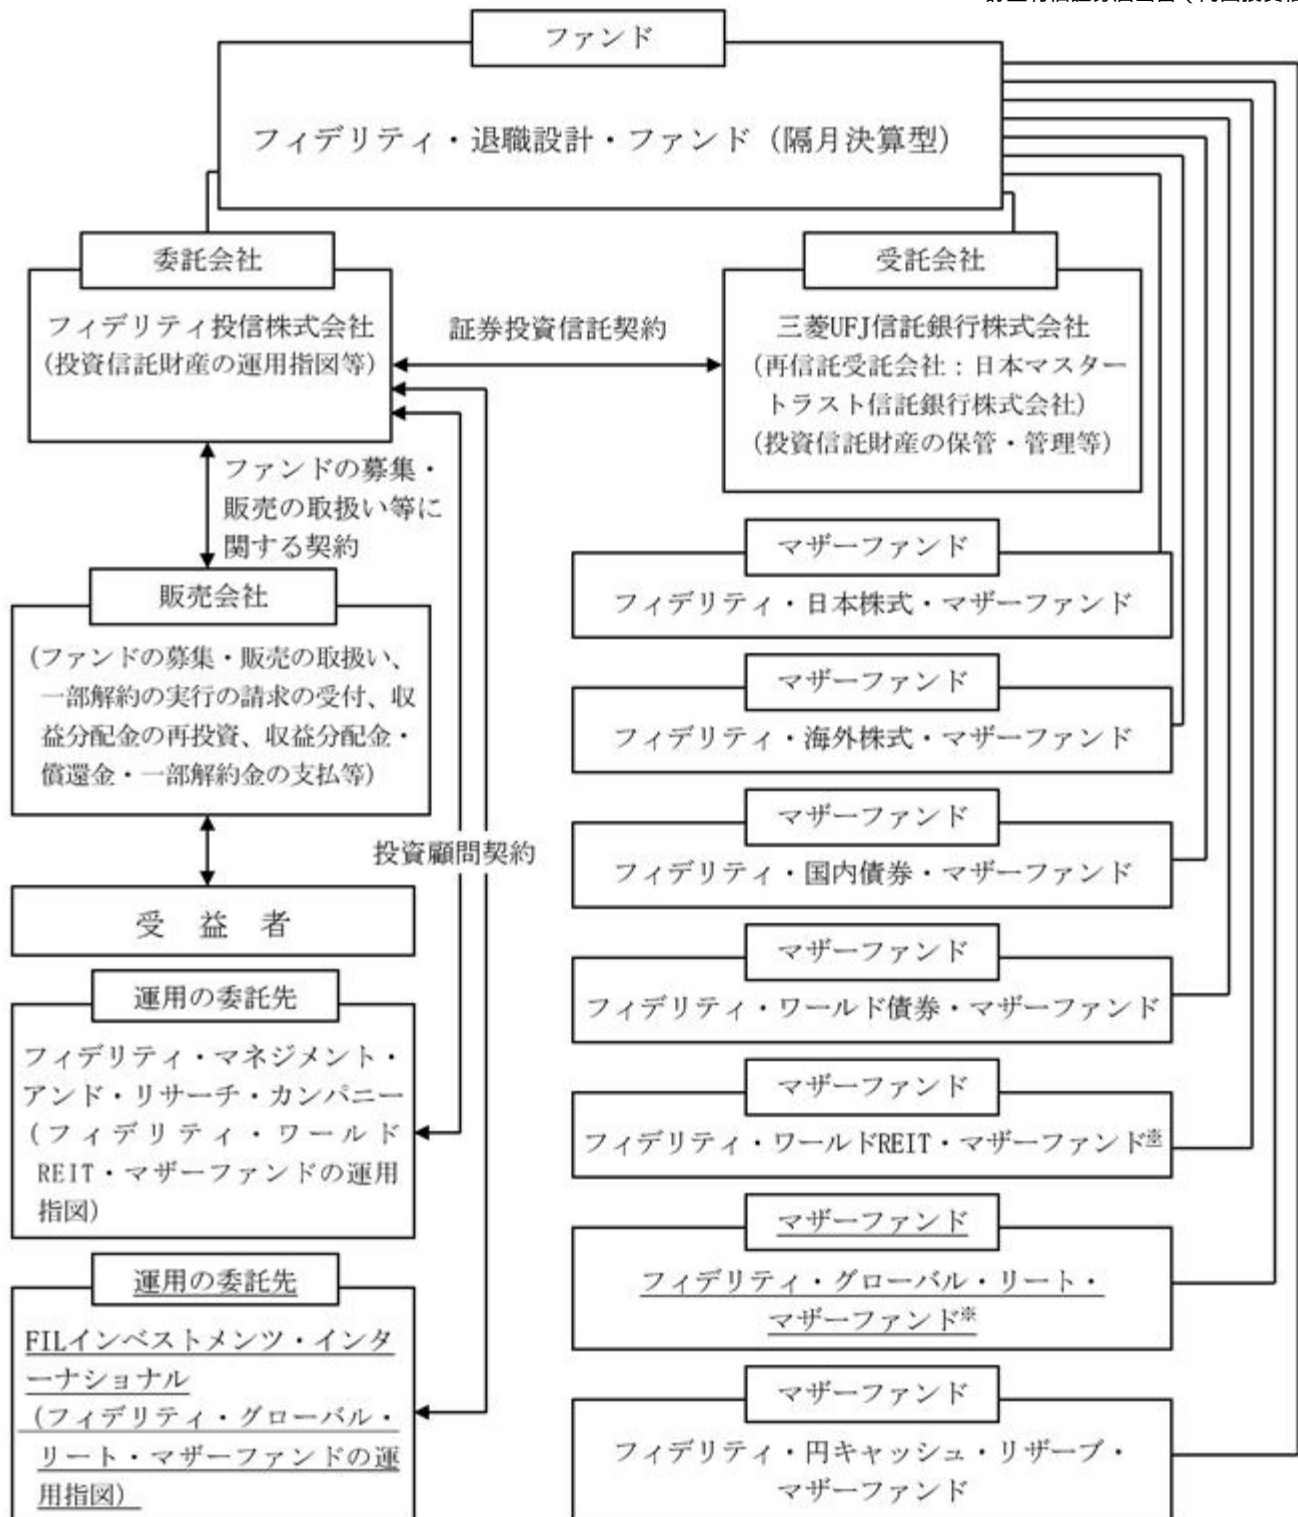 ファンド
フィデリティ・退職設計・ファンド（隔月決算型）
委託会社
フィデリティ投信株式会社
（投資信託財産の運用指図等）
証券投資信託契約
受託会社
三菱UFJ信託銀行株式会社
（再信託受託会社：日本マスター
トラスト信託銀行株式会社）
（投資信託財産の保管・管理等）
ファンドの募集・
販売の取扱い等に
関する契約
販売会社
（ファンドの募集・販売の取扱い、
一部解約の実行の請求の受付、収
益分配金の再投資、収益分配金・
償還金・一部解約金の支払等）
投資顧問契約
受　益　者
運用の委託先
フィデリティ・マネジメント・
アンド・リサーチ・カンパニー
（フィデリティ・ワールド
REIT・マザーファンドの運用
指図）
運用の委託先
FILインベストメンツ・インタ
ーナショナル
（フィデリティ・グローバル・
リート・マザーファンドの運
用指図）
マザーファンド
フィデリティ・日本株式・マザーファンド
マザーファンド
フィデリティ・海外株式・マザーファンド
マザーファンド
フィデリティ・国内債券・マザーファンド
マザーファンド
フィデリティ・ワールド債券・マザーファンド
マザーファンド
フィデリティ・ワールドREIT・マザーファンド※
マザーファンド
フィデリティ・グローバル・リート・
マザーファンド※
マザーファンド
フィデリティ・円キャッシュ・リザーブ・
マザーファンド